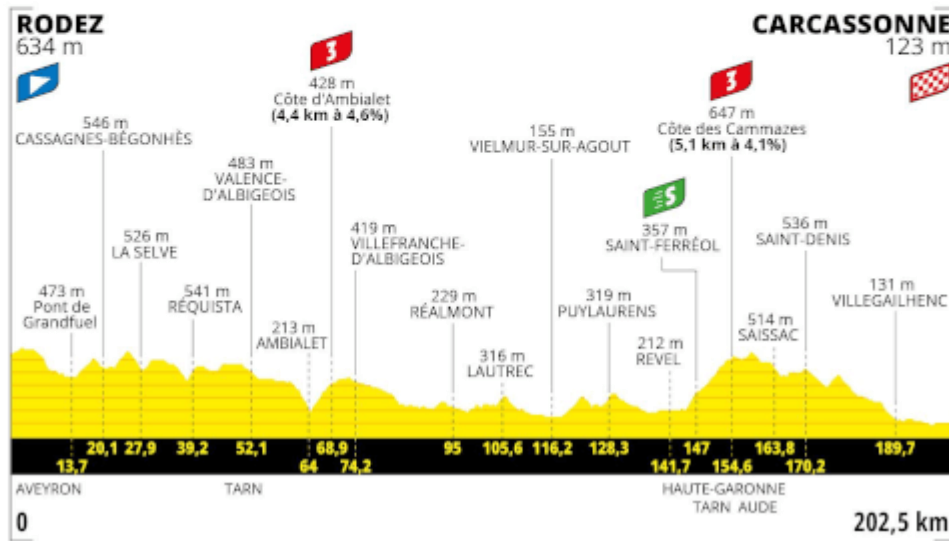 RODEZ
634 m
CARCASSONNE
123 m
3
428 m
Côte d'Ambialet
(4,4 km à 4,6%)
3
647 m
Côte des Cammazes
(5,1 km à 4,1%)
546 m
CASSAGNES-BÉGONHÈS
483 m
VALENCE-
D'ALBIGEOIS
155 m
VIELMUR-SUR-AGOUT
S
357 m
SAINT-FERRÉOL
536 m
SAINT-DENIS
526 m
LA SELVE
419 m
VILLEFRANCHE-
D'ALBIGEOIS
473 m
Pont de
Grandfuel
541 m
RÉQUISTA
213 m
AMBIALET
229 m
RÉALMONT
316 m
LAUTREC
319 m
PUYLAURENS
212 m
REVEL
514 m
SAISSAC
131 m
VILLEGAILHENC
20,1 27,9 39,2 52,1 68,9 95 105,6 116,2 128,3 147 163,8 189,7
13,7 64 74,2 141,7 154,6 170,2
AVEYRON TARN HAUTE-GARONNE
TARN AUDE
0 202,5 km